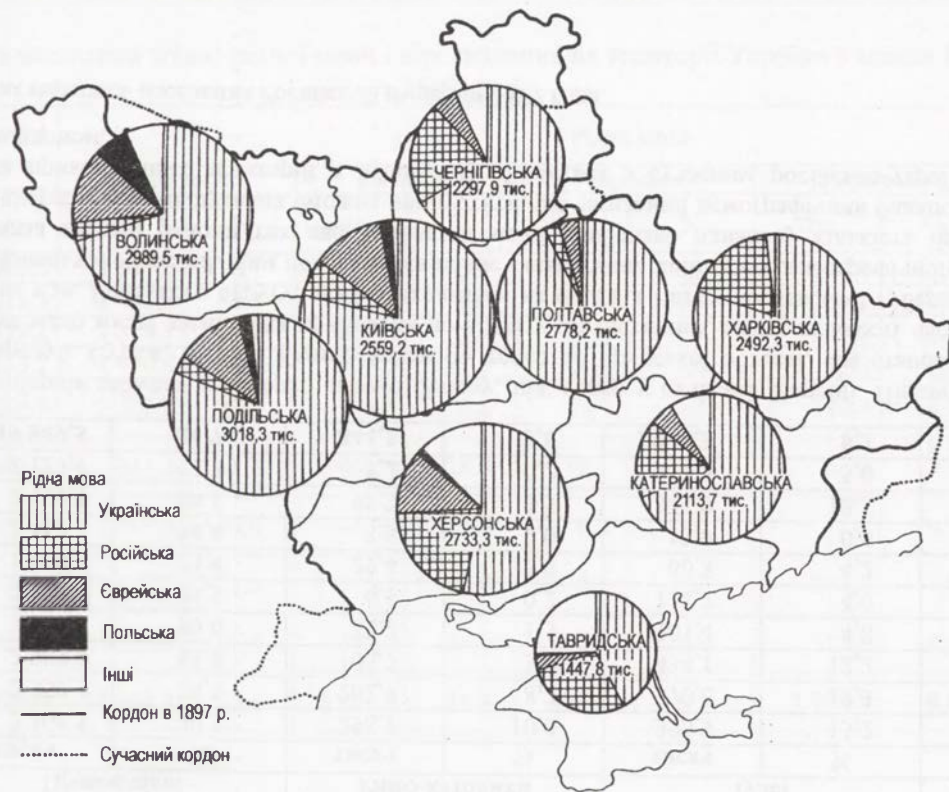 ЧЕРНІГІВСЬКА
2297,9 тис.
ВОЛИНСЬКА
2989,5 тис.
КИЇВСЬКА
2559,2 тис.
ПОЛТАВСЬКА
2778,2 тис.
ХАРКІВСЬКА
2492,3 тис.
ПОДІЛЬСЬКА
3018,3 тис.
КАТЕРИНОСЛАВСЬКА
2113,7 тис.
ХЕРСОНСЬКА
2733,3 тис.
ТАВРІДСЬКА
1447,8 тис.
Рідна мова
Українська
Російська
Єврейська
Польська
Інші
Кордон в 1897 р.
Сучасний кордон